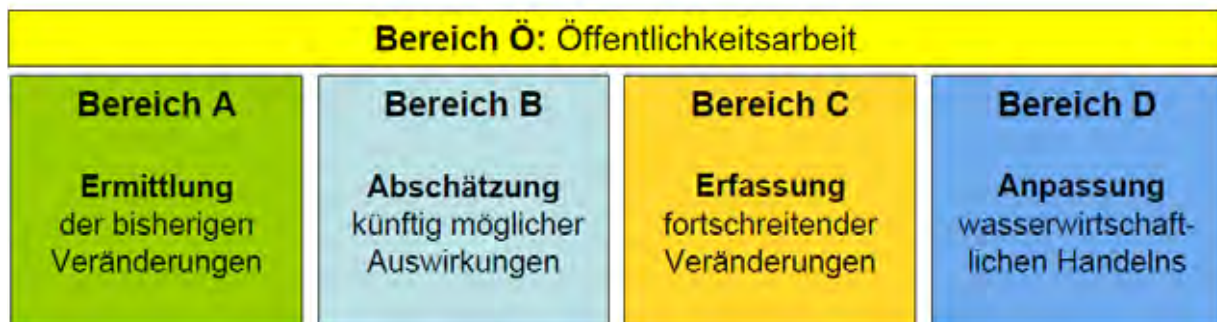 Bereich Ö: Öffentlichkeitsarbeit
Bereich A
Ermittlung
der bisherigen
Veränderungen
Bereich B
Abschätzung
künftig möglicher
Auswirkungen
Bereich C
Erfassung
fortschreitender
Veränderungen
Bereich D
Anpassung
wasserwirtschaft-
lichen Handelns